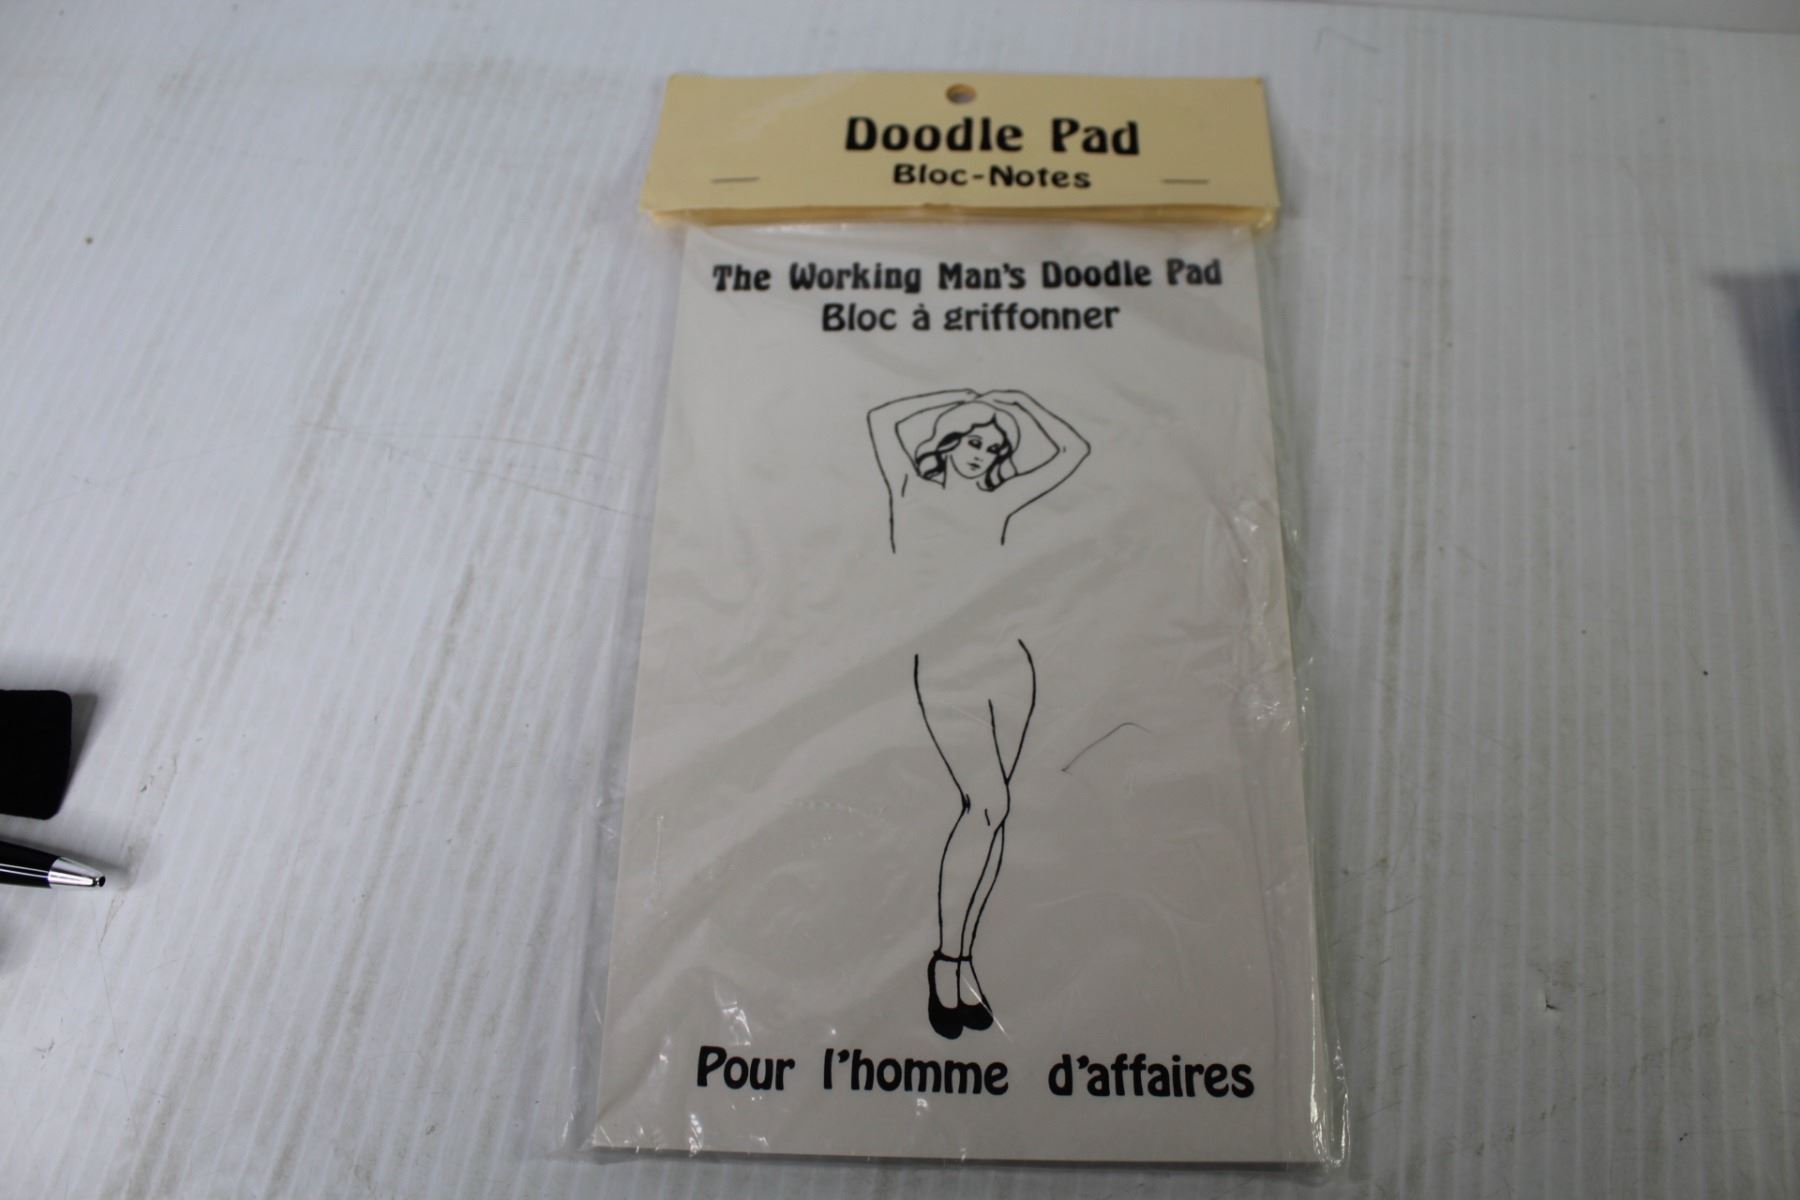 Doodle Pad
Bloc-Notes
The Working Man's Doodle Pad
Bloc à griffonner
Pour l'homme d'affaires